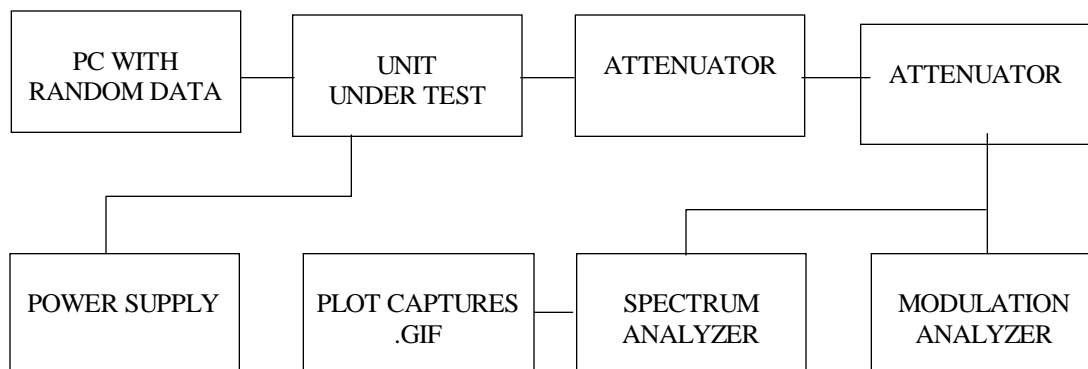 PC WITH
RANDOM DATA
UNIT
UNDER TEST
ATTENUATOR
ATTENUATOR
POWER SUPPLY
PLOT CAPTURES
.GIF
SPECTRUM
ANALYZER
MODULATION
ANALYZER